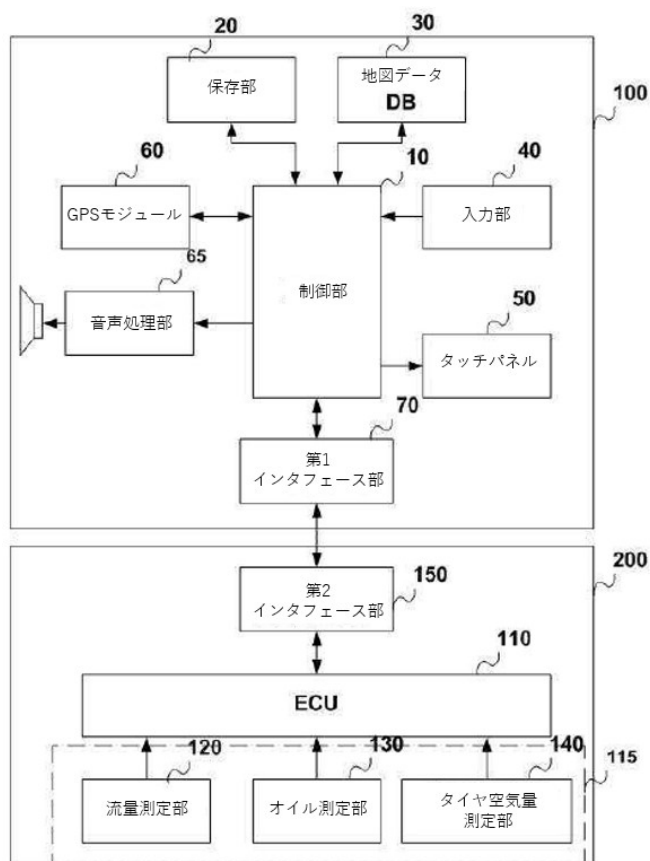 20
30
保存部
地図データ
DB
100
60
10
40
GPSモジュール
入力部
65
制御部
音声処理部
50
タッチパネル
70
第1
インタフェース部
200
150
第2
インタフェース部
110
ECU
120
130
140
115
流量測定部
オイル測定部
タイヤ空気量
測定部